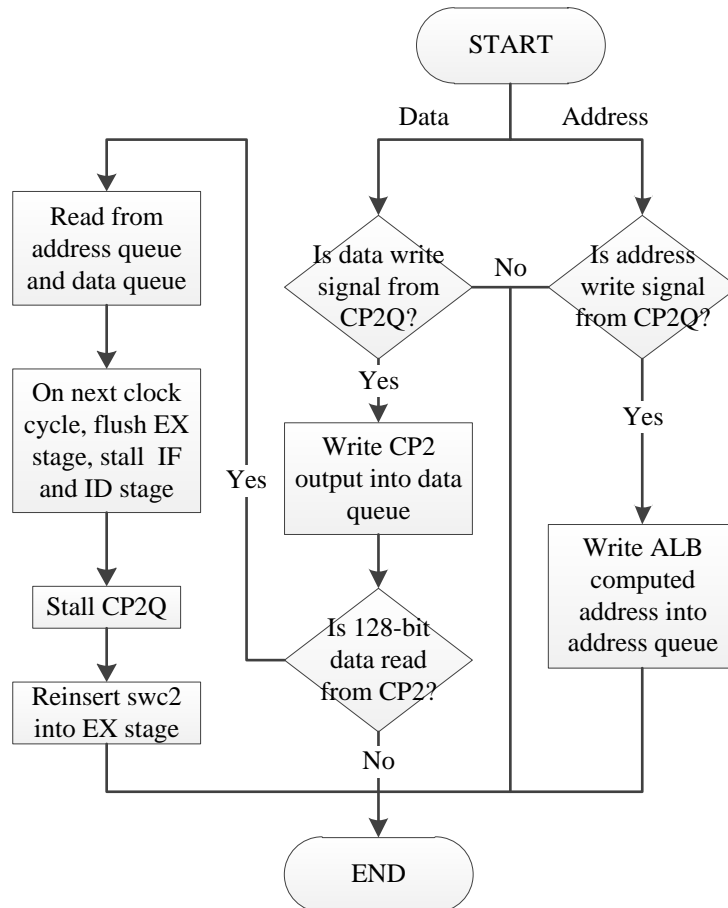 START
Data
Address
Read from
address queue
and data queue
Is data write
signal from
CP2Q?
No
Is address
write signal
from CP2Q?
On next clock
cycle, flush EX
stage, stall  IF
and ID stage
Yes
Yes
Write CP2
output into data
queue
Yes
Write ALB
computed
address into
address queue
Stall CP2Q
Is 128-bit
data read
from CP2?
Reinsert swc2
into EX stage
No
END